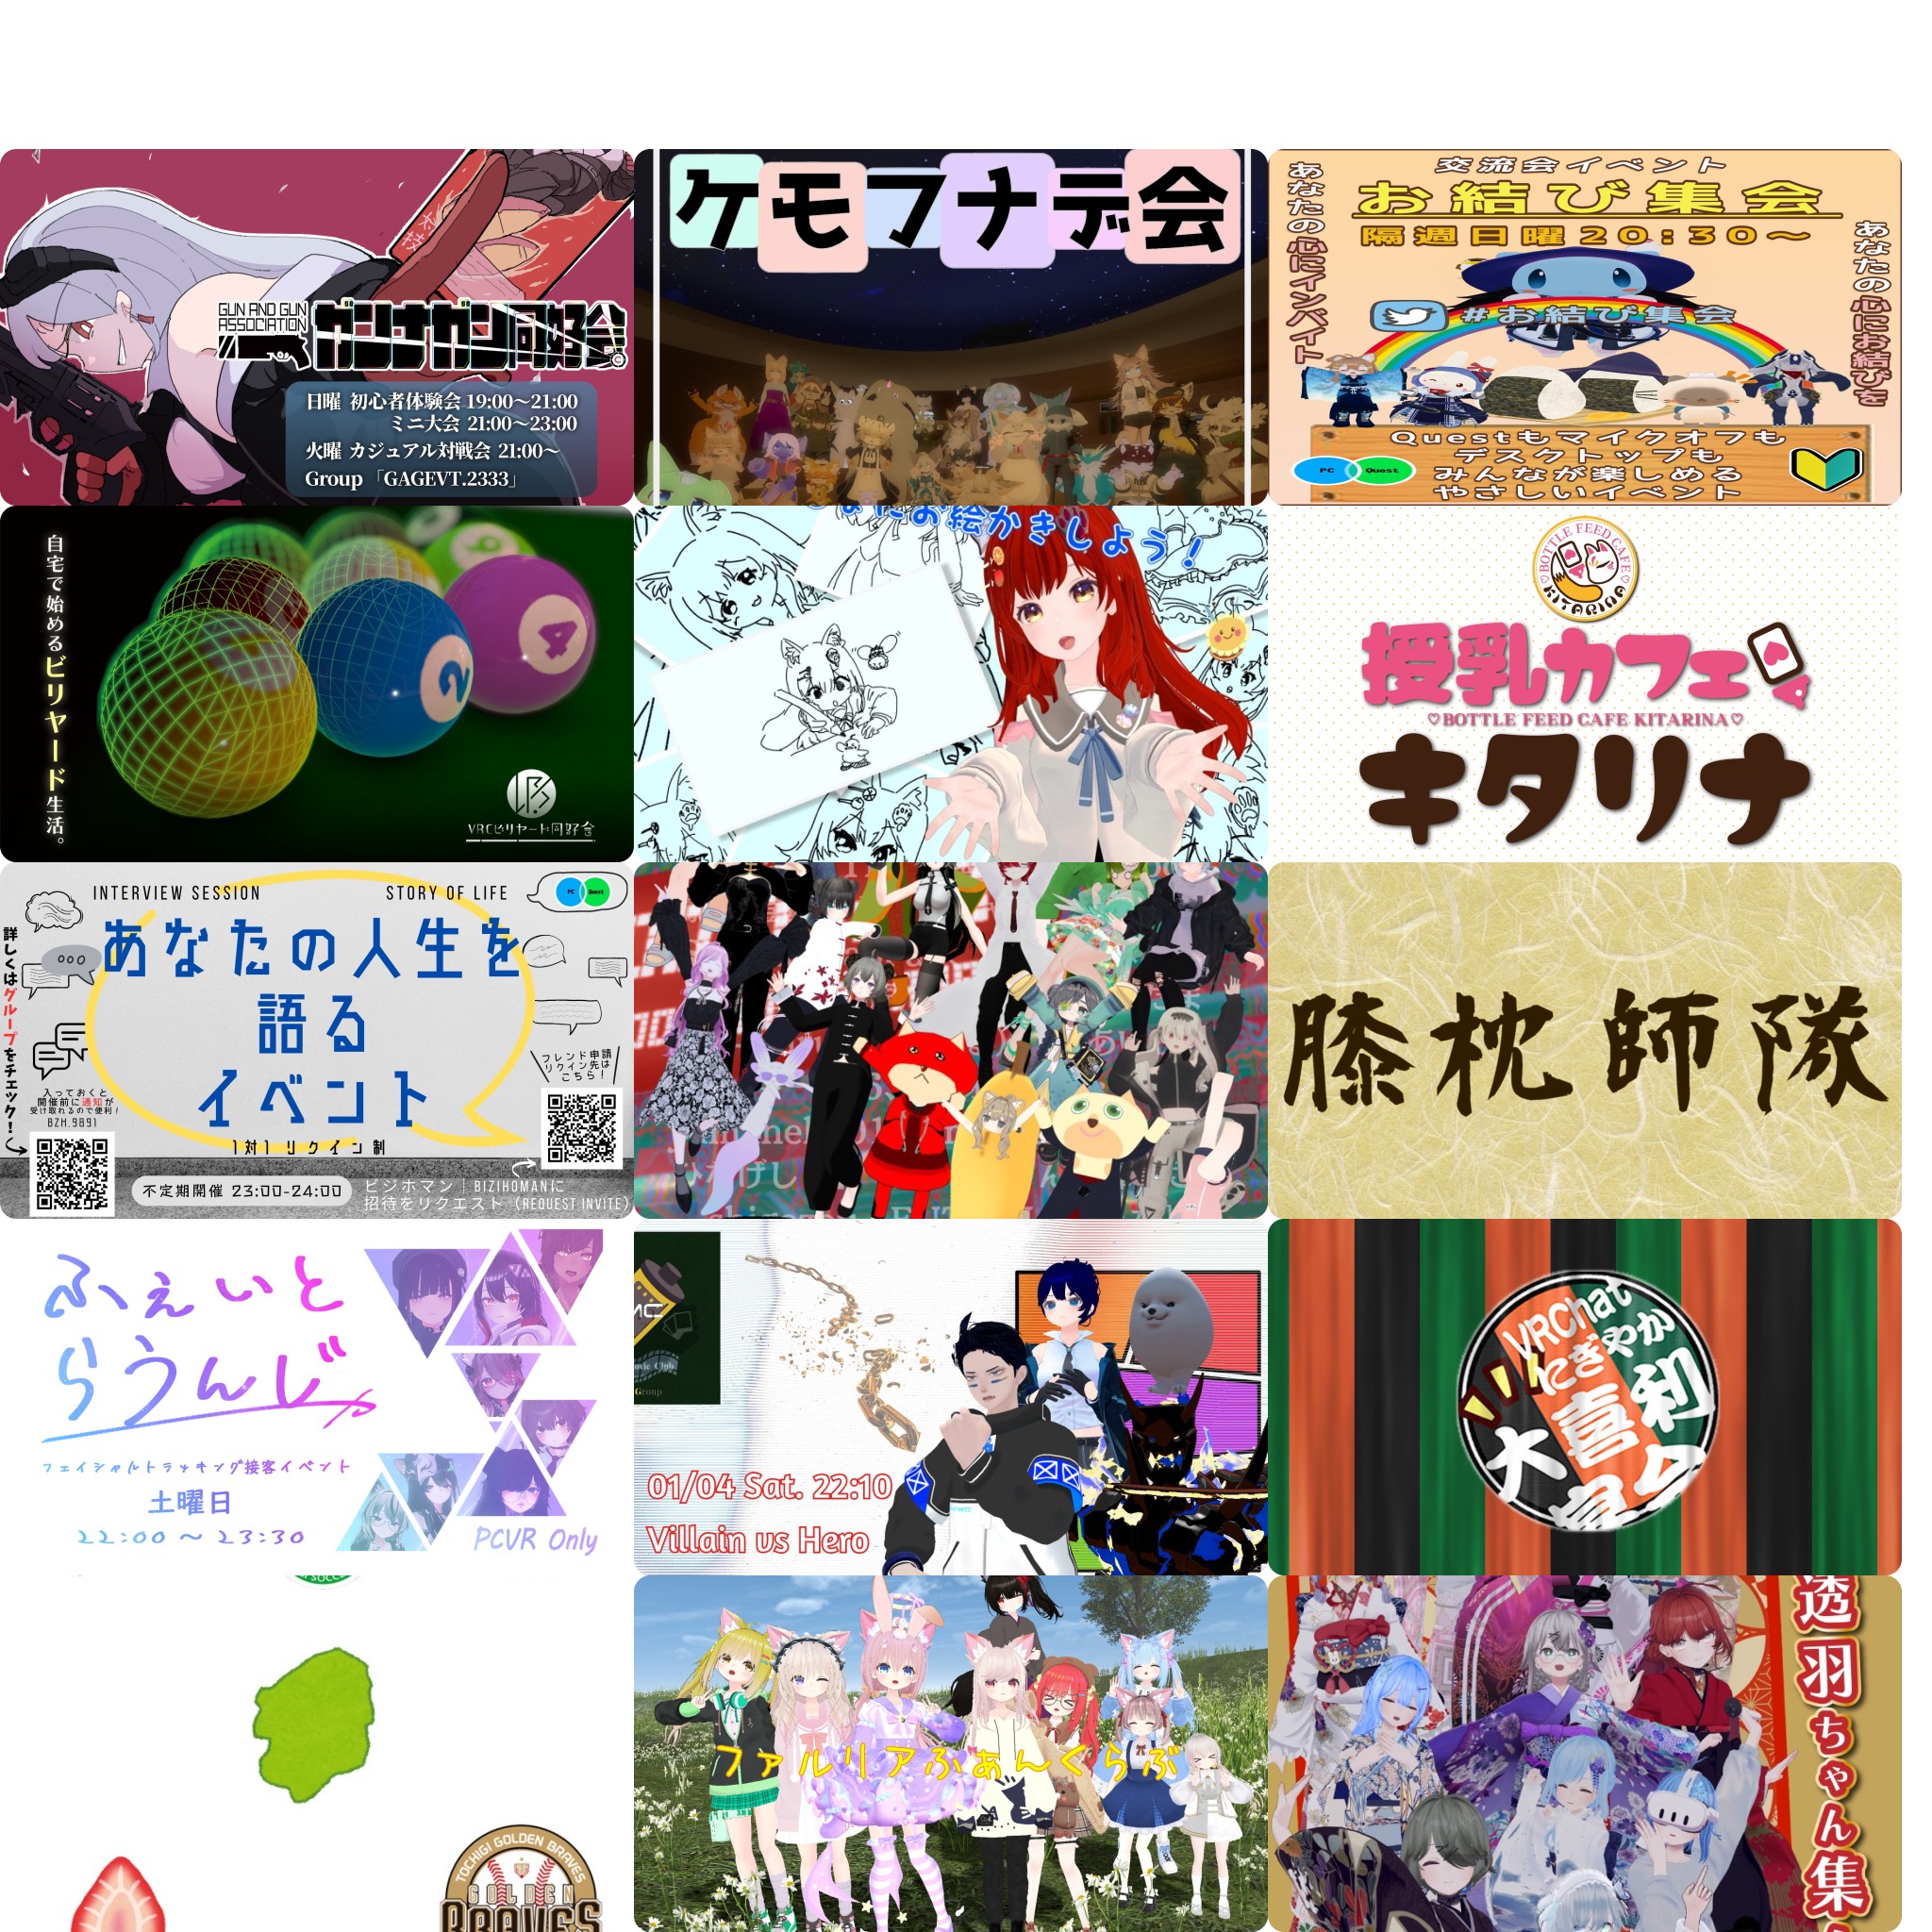 GUN AND GUN
ASSOCIATION
ガンナガン同好会
日曜 初心者体験会 19:00～21:00
ミニ大会 21:00～23:00
火曜 カジュアル対戦会 21:00～
Group「GAGEVT.2333」
ケモフナデ会
交流会イベント
お結び集会
隔週日曜20:30～
あなたの心にインバイト
あなたの心にお結びを
#お結び集会
PC Quest
Questもマイクオフも
デスクトップも
みんなが楽しめる
やさしいイベント
自宅で始めるビリヤード生活。
2
4
VRCビリヤード同好会
お絵かきしよう!
♡BOTTLE FEED CAFE♡
KITARINA
授乳カフェ
♡BOTTLE FEED CAFE KITARINA♡
キタリナ
INTERVIEW SESSION
STORY OF LIFE
PC Quest
あなたの人生を
語る
イベント
1対1リクイン制
詳しくはグループをチェック!
入っておくと
開催前に通知が
受け取れるので便利!
BZH.9891
フレンド申請
リクイン先は
こちら!
不定期開催 23:00-24:00
ビジホマン|BIZIHOMANに
招待をリクエスト(REQUEST INVITE)
膝枕師隊
ふぇいと
らうんじ
フェイシャルトラッキング接客イベント
土曜日
22:00 ～ 23:30
PCVR Only
Group
01/04 Sat. 22:10
Villain vs Hero
VRChat
にぎやか
大喜利
TOCHIGI GOLDEN BRAVES
GOLDEN
BRAVES
ファルリアふぁんくらぶ
透羽ちゃん集